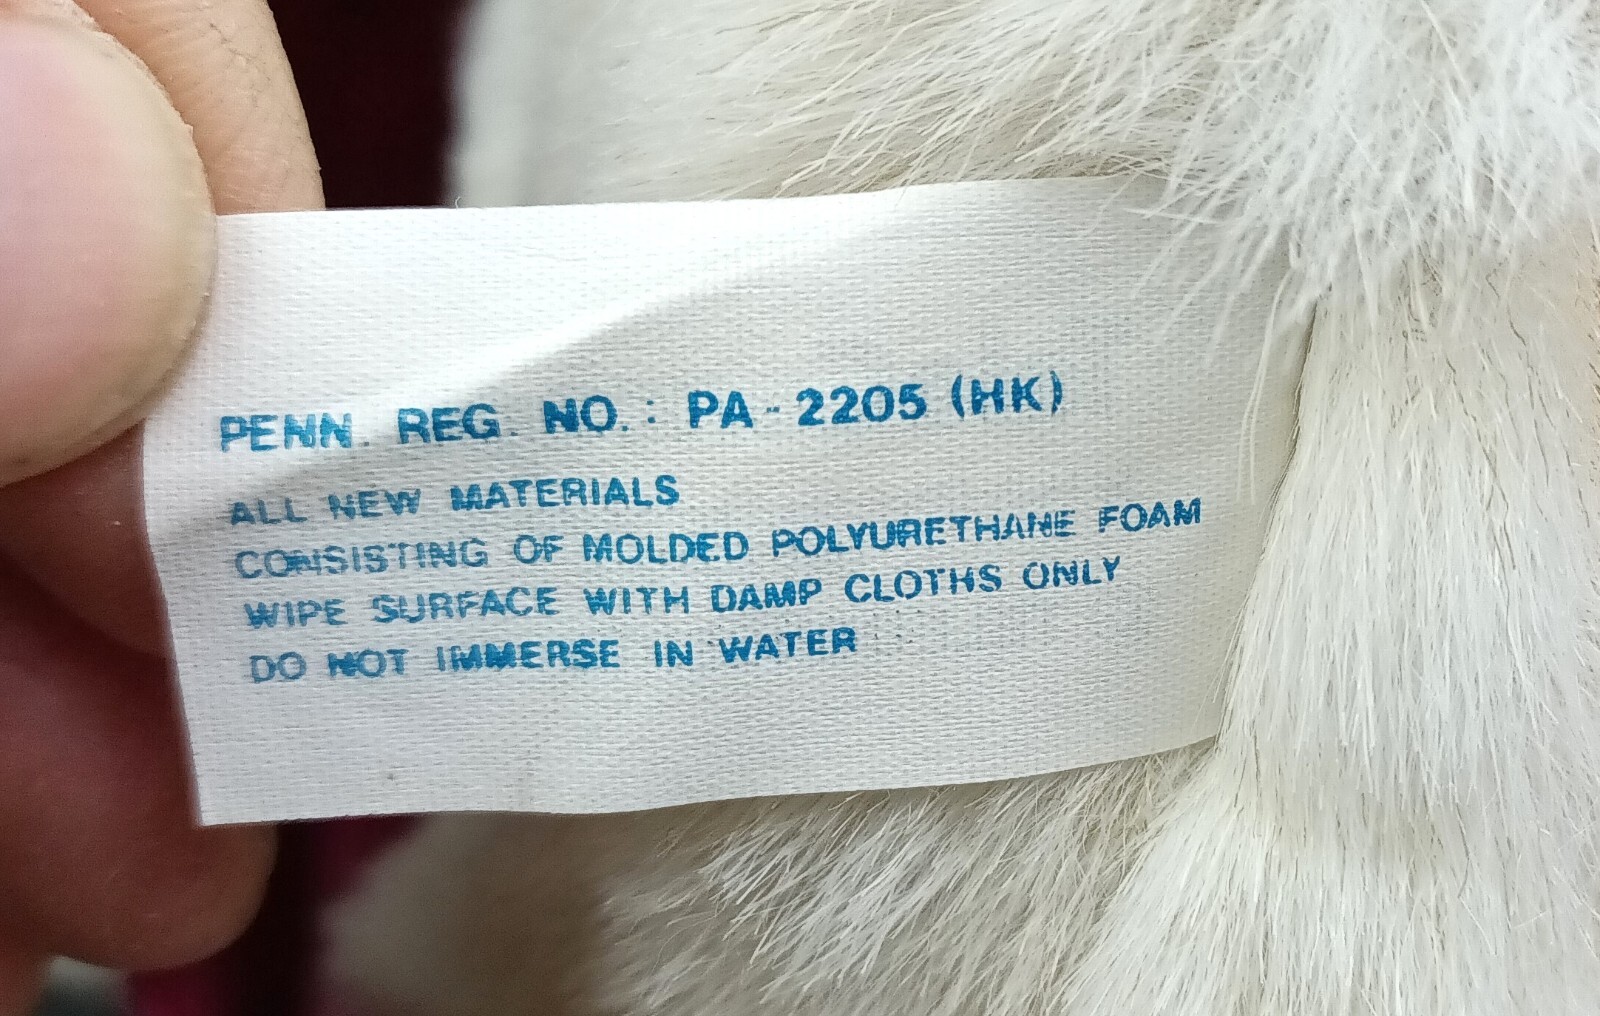 PENN. REG. NO.: PA-2205 (HK)
ALL NEW MATERIALS
CONSISTING OF MOLDED POLYURETHANE FOAM
WIPE SURFACE WITH DAMP CLOTHS ONLY
DO NOT IMMERSE IN WATER